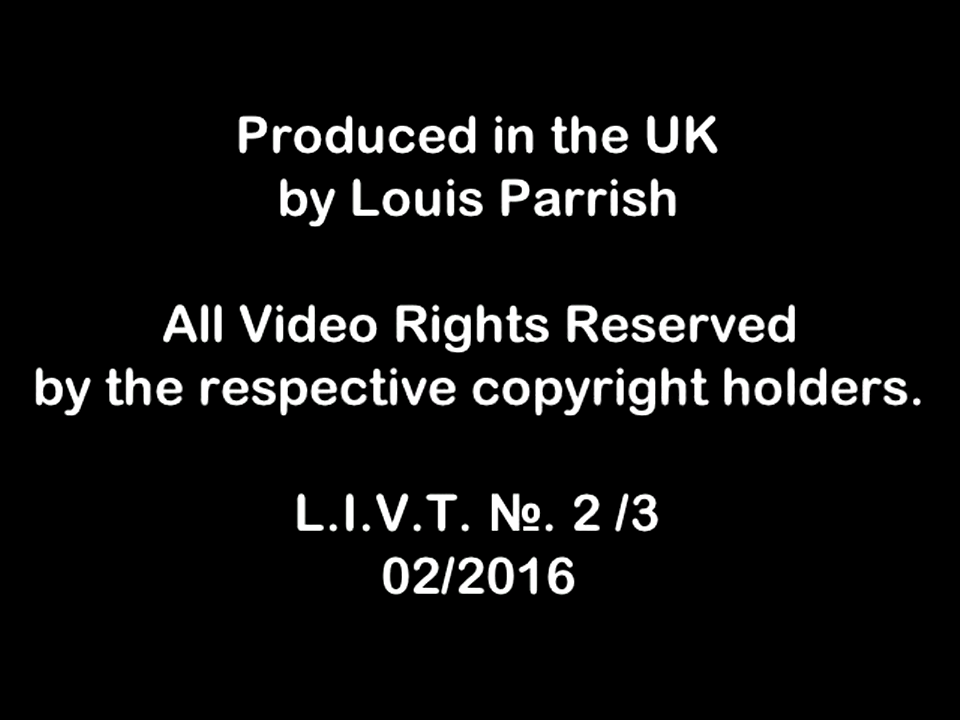 Produced in the UK
by Louis Parrish
All Video Rights Reserved
by the respective copyright holders.
L.I.V.T. №. 2 /3
02/2016